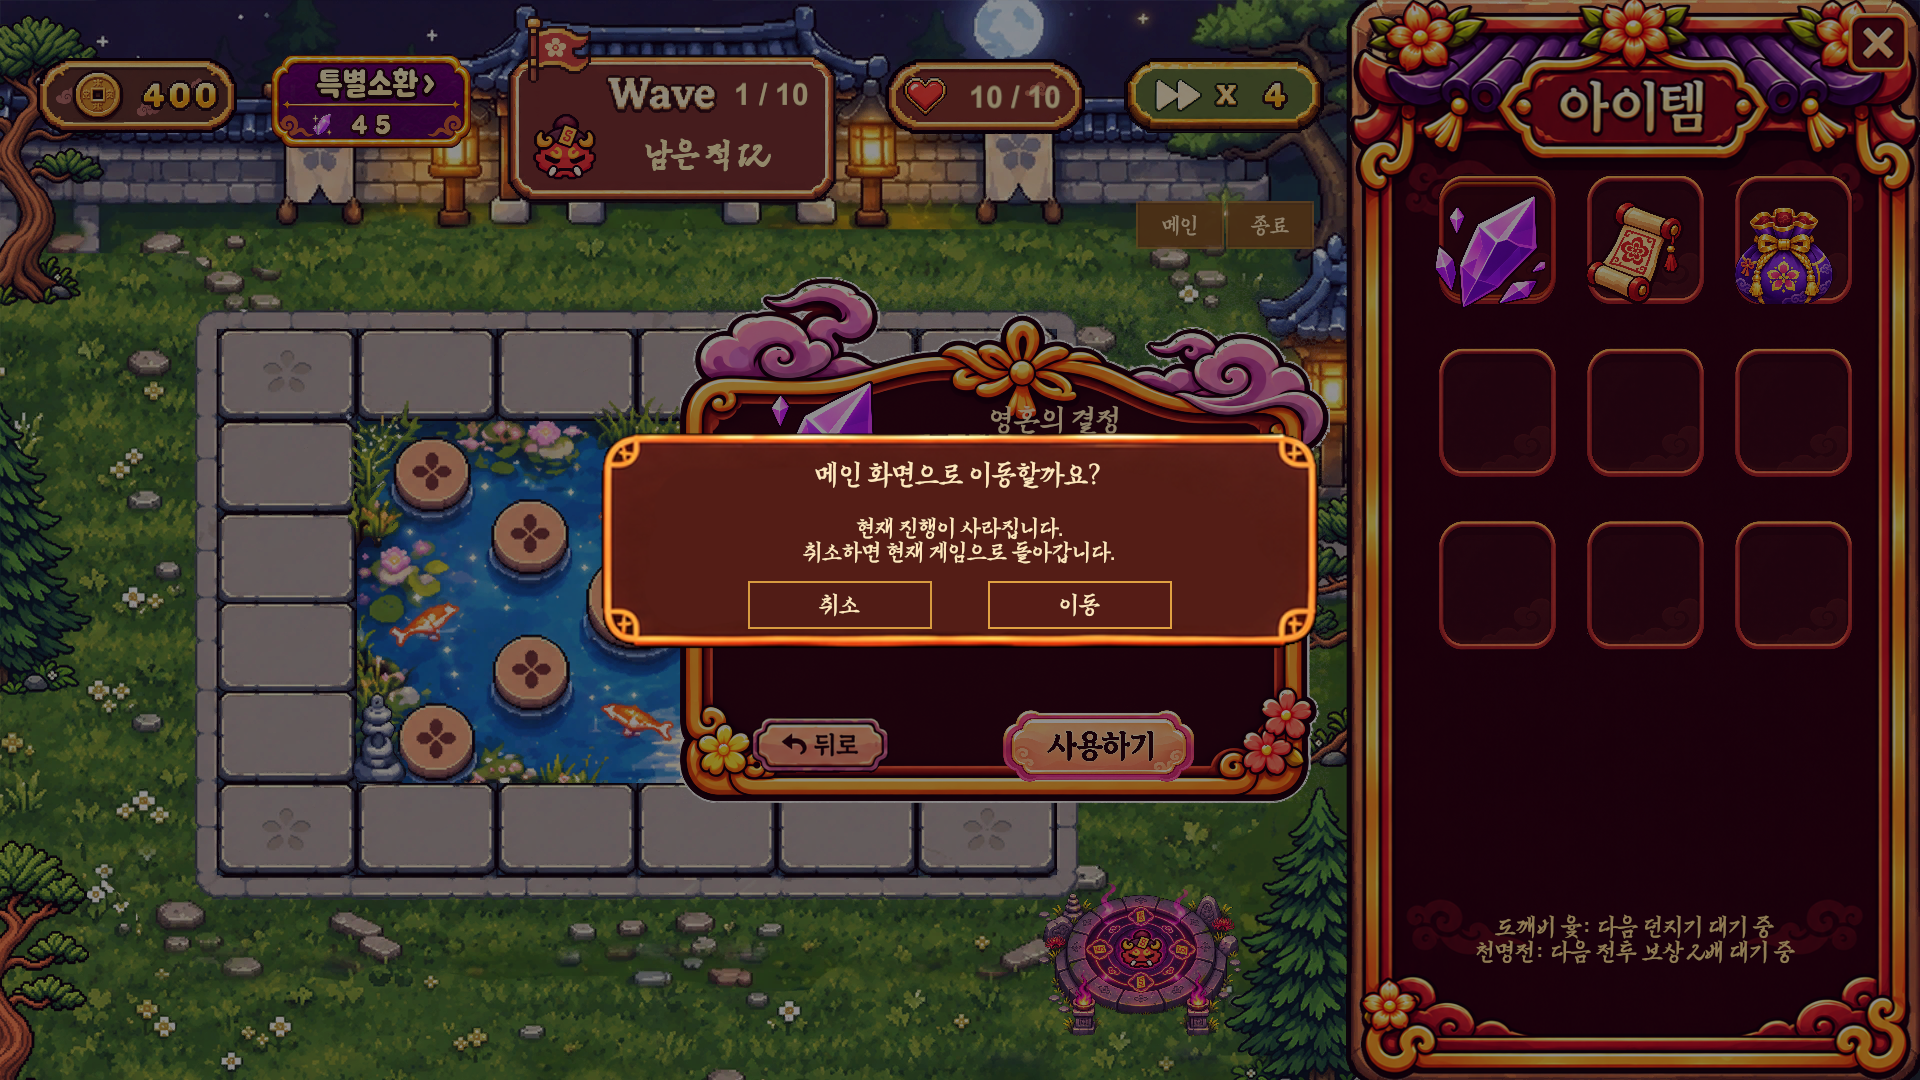 400
특별소환 >
45
Wave 1 / 10
남은 적 12
10 / 10
x 4
메인
종료
아이템
영혼의 결정
메인 화면으로 이동할까요?
현재 진행이 사라집니다.
취소하면 현재 게임으로 돌아갑니다.
취소
이동
뒤로
사용하기
도깨비 윷: 다음 던지기 대기 중
천명전: 다음 전투 보상 2배 대기 중